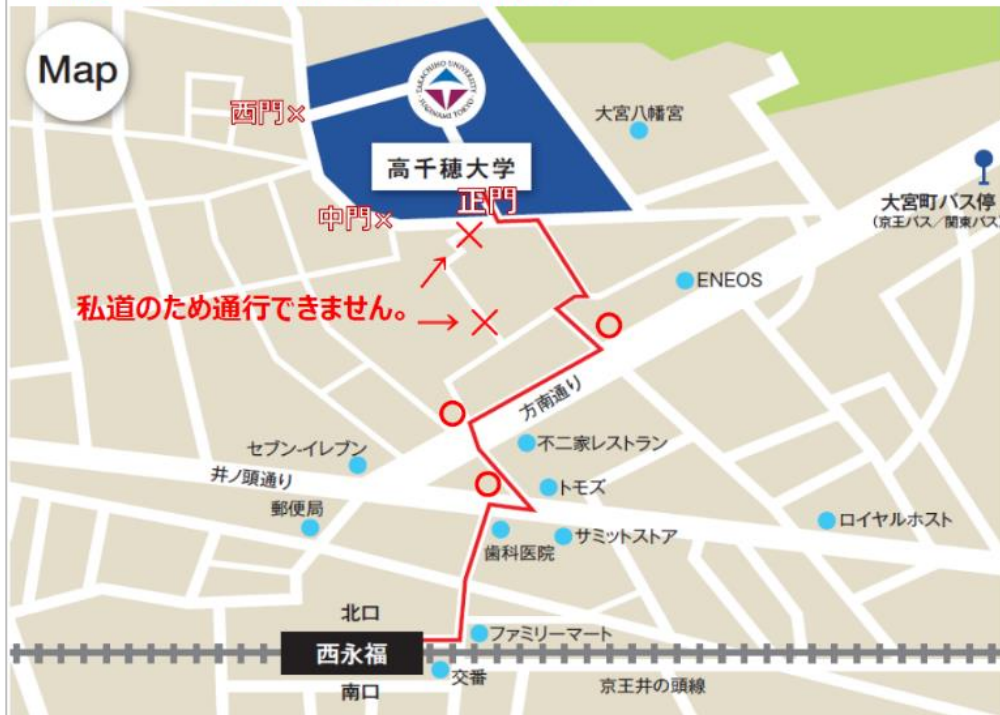 Map
TAKACHIHO UNIVERSITY
SUGINAMI TOKYO
西門×
大宮八幡宮
高千穂大学
正門
中門×
大宮町バス停
(京王バス/関東バス)
ENEOS
私道のため通行できません。
方南通り
不二家レストラン
セブン-イレブン
井ノ頭通り
トモズ
郵便局
ロイヤルホスト
サミットストア
歯科医院
北口
ファミリーマート
西永福
交番
南口
京王井の頭線